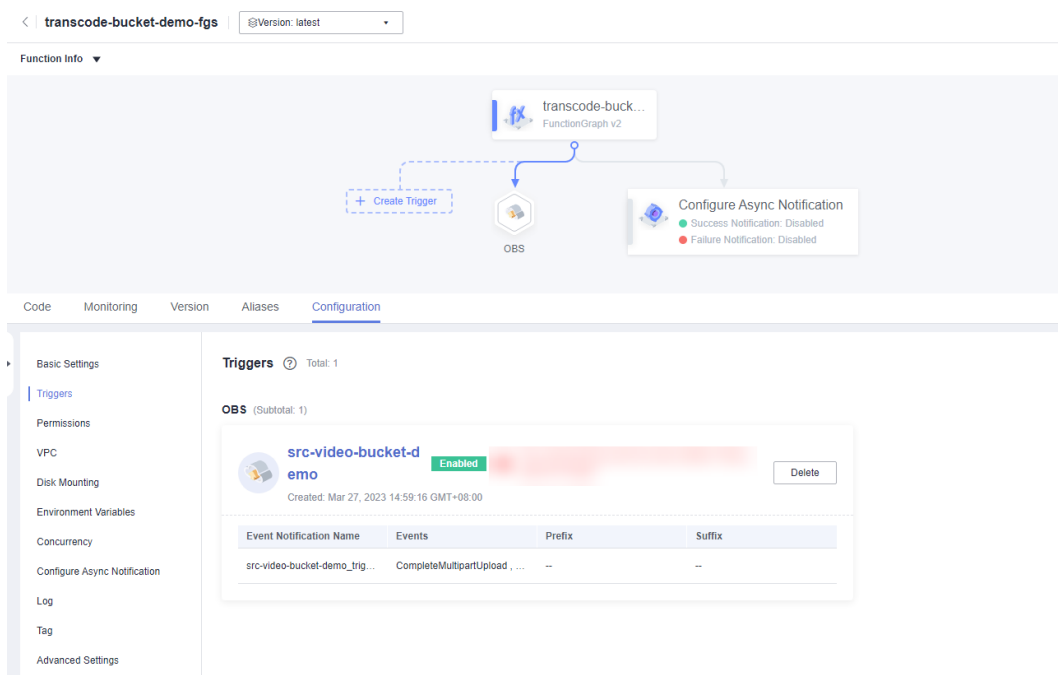 transcode-bucket-demo-fgs
Version: latest
Function Info
transcode-buck...
FunctionGraph v2
Create Trigger
OBS
Configure Async Notification
Success Notification: Disabled
Failure Notification: Disabled
Code Monitoring Version Aliases Configuration
Basic Settings
Triggers
Permissions
VPC
Disk Mounting
Environment Variables
Concurrency
Configure Async Notification
Log
Tag
Advanced Settings
Triggers ? Total: 1
OBS (Subtotal: 1)
src-video-bucket-d
emo
Enabled
Created: Mar 27, 2023 14:59:16 GMT+08:00
Delete
Event Notification Name Events Prefix Suffix
src-video-bucket-demo_trig... CompleteMultipartUpload , ... -- --